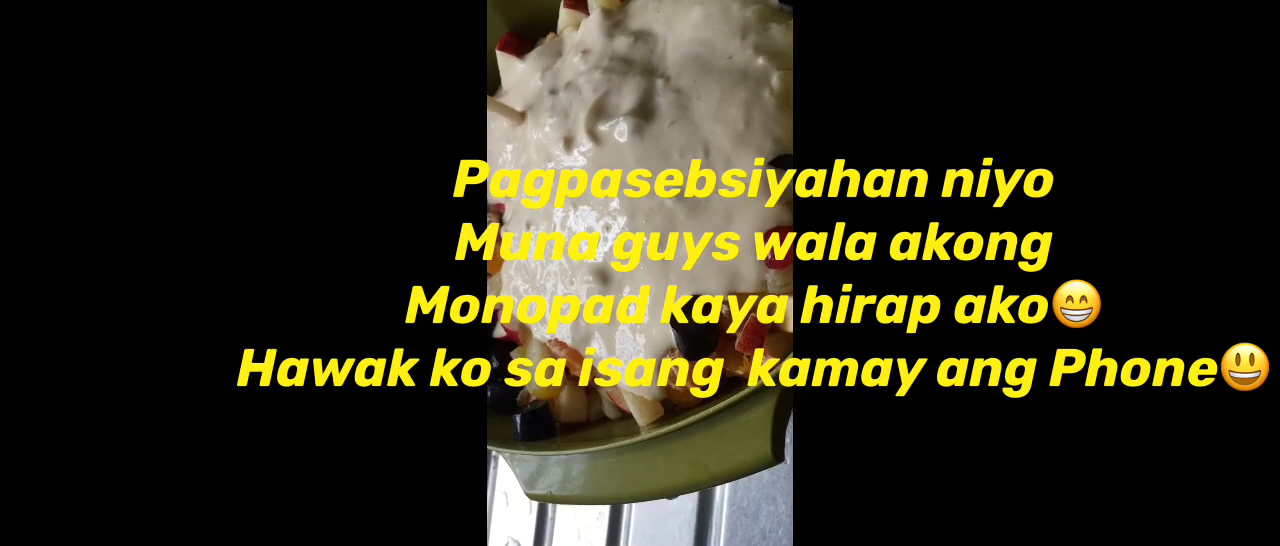 Pagpasebsiyahan niyo
Muna guys wala akong
Monopad kaya hirap ako😁
Hawak ko sa isang kamay ang Phone😃